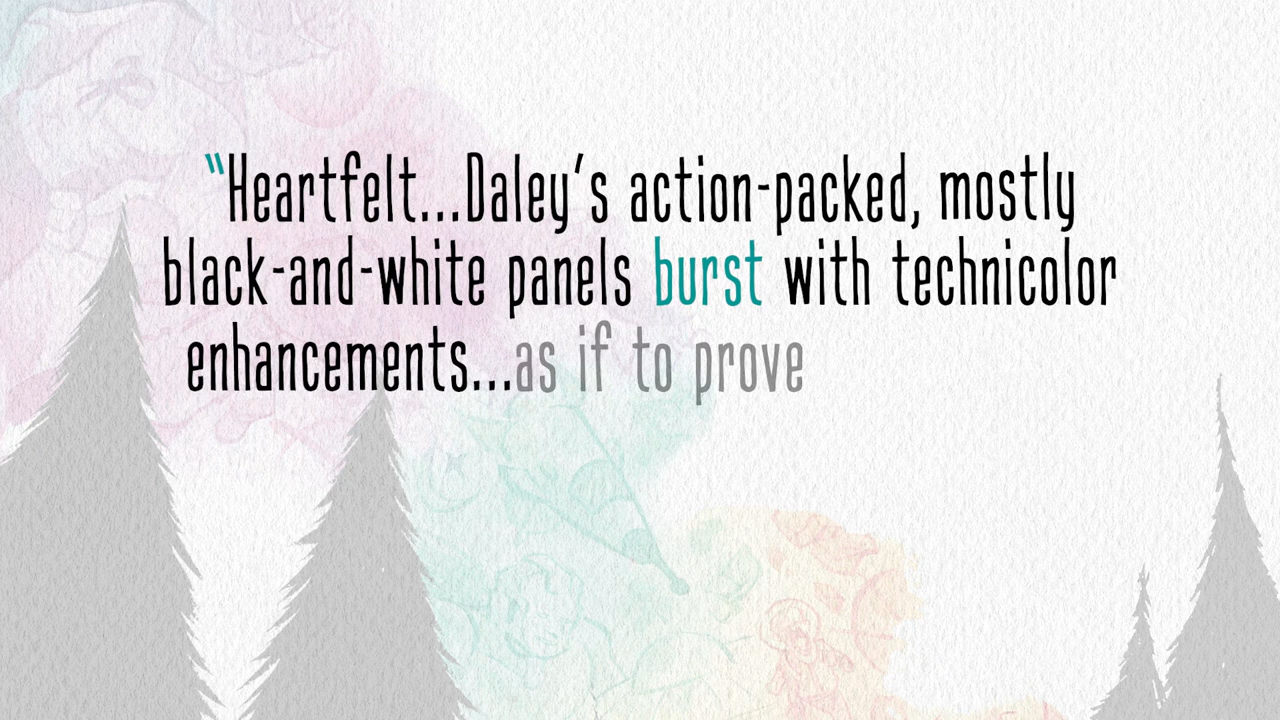 “Heartfelt...Daley’s action-packed, mostly
black-and-white panels burst with technicolor
enhancements...as if to prove